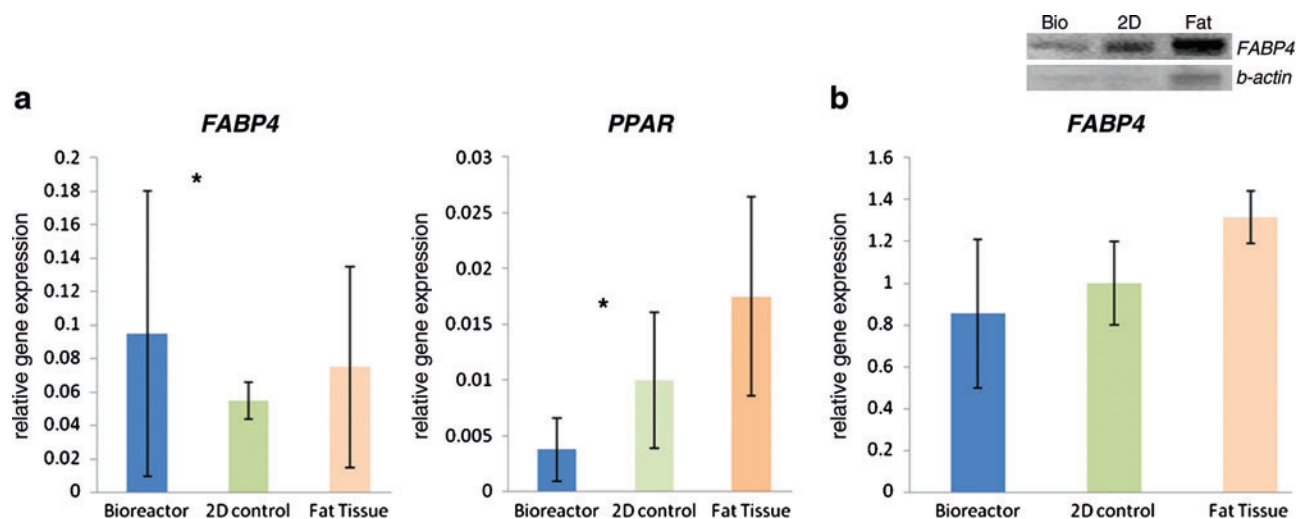 Bio 2D Fat
FABP4
b-actin
a
FABP4
relative gene expression
0.2
0.18
0.16
0.14
0.12
0.1
0.08
0.06
0.04
0.02
0
*
Bioreactor 2D control Fat Tissue
PPAR
relative gene expression
0.03
0.025
0.02
0.015
0.01
0.005
0
*
Bioreactor 2D control Fat Tissue
b
FABP4
relative gene expression
1.6
1.4
1.2
1
0.8
0.6
0.4
0.2
0
Bioreactor 2D control Fat Tissue